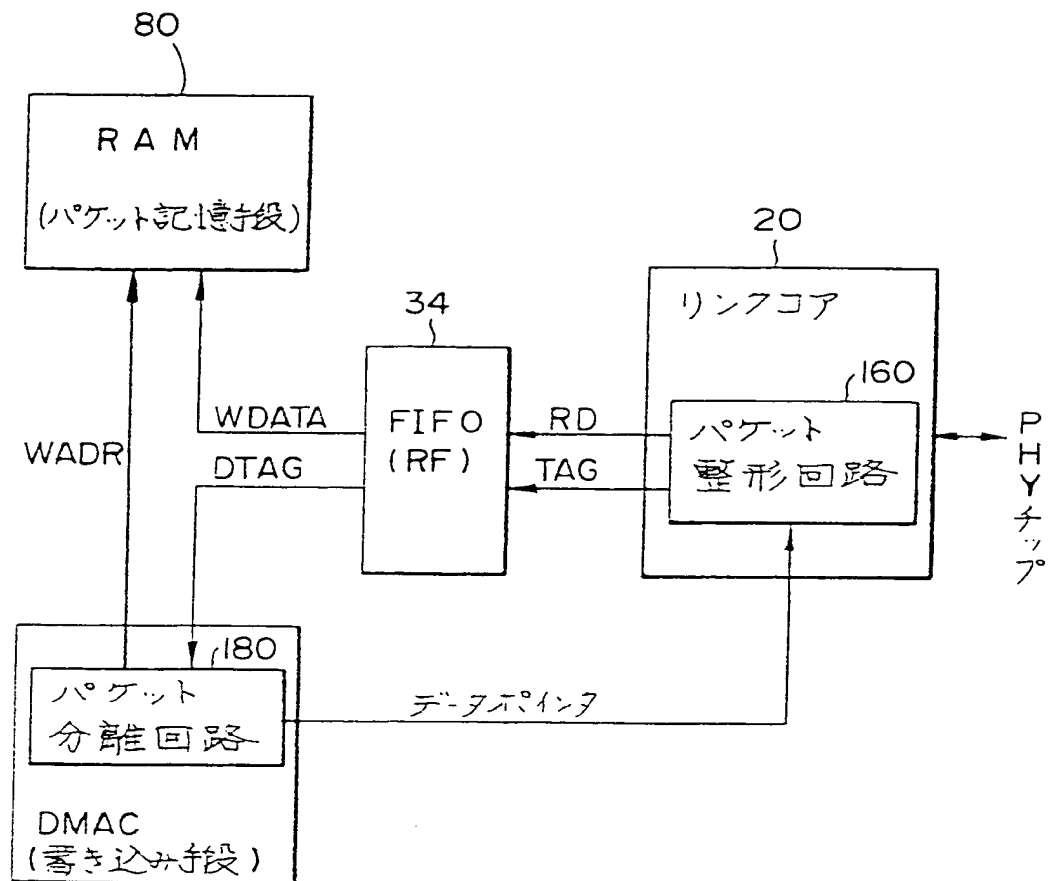 80
RAM
(パケット記憶手段)
20
リンクコア
34
160
FIFO
(RF)
WDATA
DTAG
WADR
RD
TAG
パケット
整形回路
PHYチップ
180
パケット
分離回路
データポインタ
DMAC
(書き込み手段)